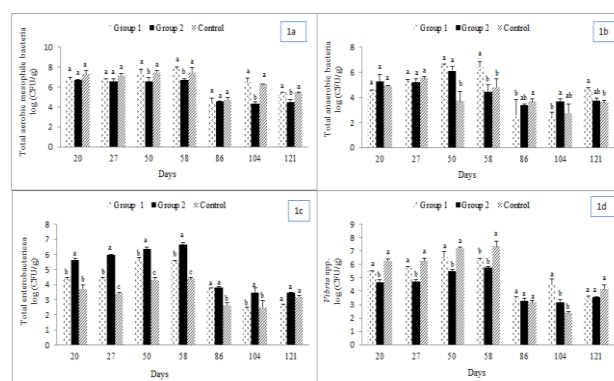 Group 1 Group 2 Control
1a
Total aerobic mesophile bacteria
log (CFU/g)
10
8
6
4
2
0
a a a a a a a b a a b a a a a a b a a b a
20 27 50 58 86 104 121
Days
Group 1 Group 2 Control
1b
Total anaerobic bacteria
log (CFU/g)
8
6
4
2
0
a a a a a a a a b a b b
20 27 50 58 86 104 121
Days
Group 1 Group 2 Control
1c
Total enterobactericea
log (CFU/g)
8
7
6
5
4
3
2
1
0
b a b b a c b a c b a c a a b b a b a a a
20 27 50 58 86 104 121
Days
Group 1 Group 2 Control
1d
Vibrio spp.
log (CFU/g)
9
8
7
6
5
4
3
2
1
0
a b a a b a a b a b b a a a a a b b a a a
20 27 50 58 86 104 121
Days